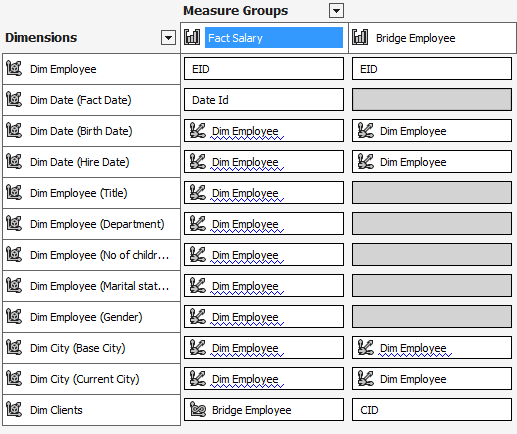 Measure Groups
Dimensions
Fact Salary
Bridge Employee
Dim Employee
EID
EID
Dim Date (Fact Date)
Date Id
Dim Date (Birth Date)
Dim Employee
Dim Employee
Dim Date (Hire Date)
Dim Employee
Dim Employee
Dim Employee (Title)
Dim Employee
Dim Employee (Department)
Dim Employee
Dim Employee (No of childr...
Dim Employee
Dim Employee (Marital stat...
Dim Employee
Dim Employee (Gender)
Dim Employee
Dim City (Base City)
Dim Employee
Dim Employee
Dim City (Current City)
Dim Employee
Dim Employee
Dim Clients
Bridge Employee
CID